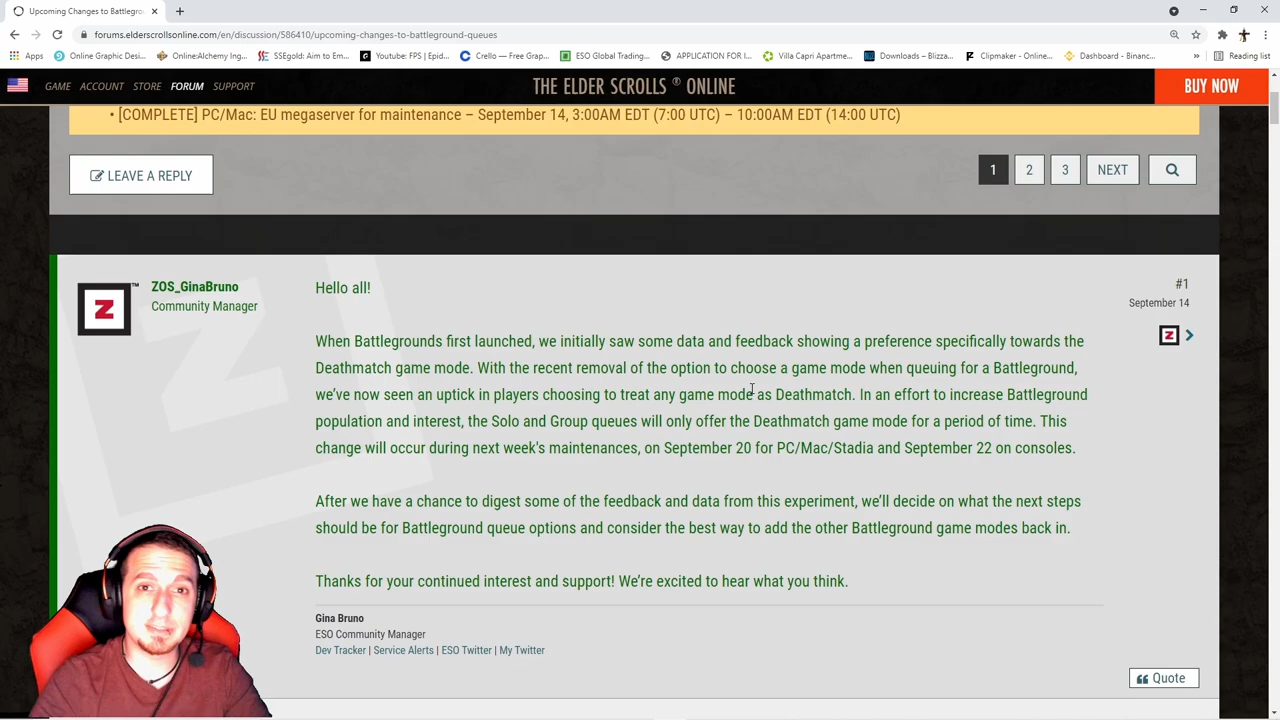 Upcoming Changes to Battlegrou
forums.elderscrollsonline.com/en/discussion/586410/upcoming-changes-to-battleground-queues
Apps
Online Graphic Desi...
Online:Alchemy Ing...
SSEgold: Aim to Em...
Youtube: FPS | Epid...
Crello — Free Grap...
ESO Global Trading...
APPLICATION FOR I...
Villa Capri Apartme...
Downloads – Blizza...
Clipmaker - Online...
Dashboard - Binanc...
»
Reading list
GAME ACCOUNT STORE FORUM SUPPORT
THE ELDER SCROLLS ® ONLINE
BUY NOW
• [COMPLETE] PC/Mac: EU megaserver for maintenance – September 14, 3:00AM EDT (7:00 UTC) – 10:00AM EDT (14:00 UTC)
LEAVE A REPLY
1 2 3 NEXT
ZOS_GinaBruno
Community Manager
Z
™
#1
September 14
Z
Hello all!
When Battlegrounds first launched, we initially saw some data and feedback showing a preference specifically towards the
Deathmatch game mode. With the recent removal of the option to choose a game mode when queuing for a Battleground,
we've now seen an uptick in players choosing to treat any game mode as Deathmatch. In an effort to increase Battleground
population and interest, the Solo and Group queues will only offer the Deathmatch game mode for a period of time. This
change will occur during next week's maintenances, on September 20 for PC/Mac/Stadia and September 22 on consoles.
After we have a chance to digest some of the feedback and data from this experiment, we'll decide on what the next steps
should be for Battleground queue options and consider the best way to add the other Battleground game modes back in.
Thanks for your continued interest and support! We're excited to hear what you think.
Gina Bruno
ESO Community Manager
Dev Tracker | Service Alerts | ESO Twitter | My Twitter
Quote